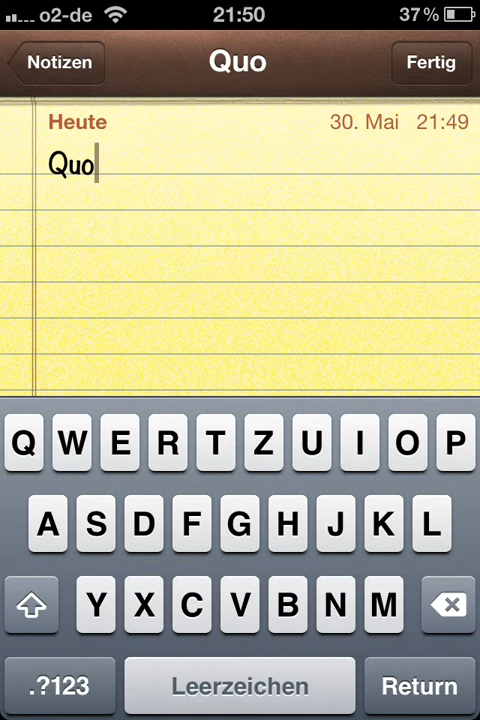 o2-de 21:50 37 %
Notizen Quo Fertig
Heute 30. Mai 21:49
Quo
Q W E R T Z U I O P
A S D F G H J K L
Y X C V B N M
.?123 Leerzeichen Return